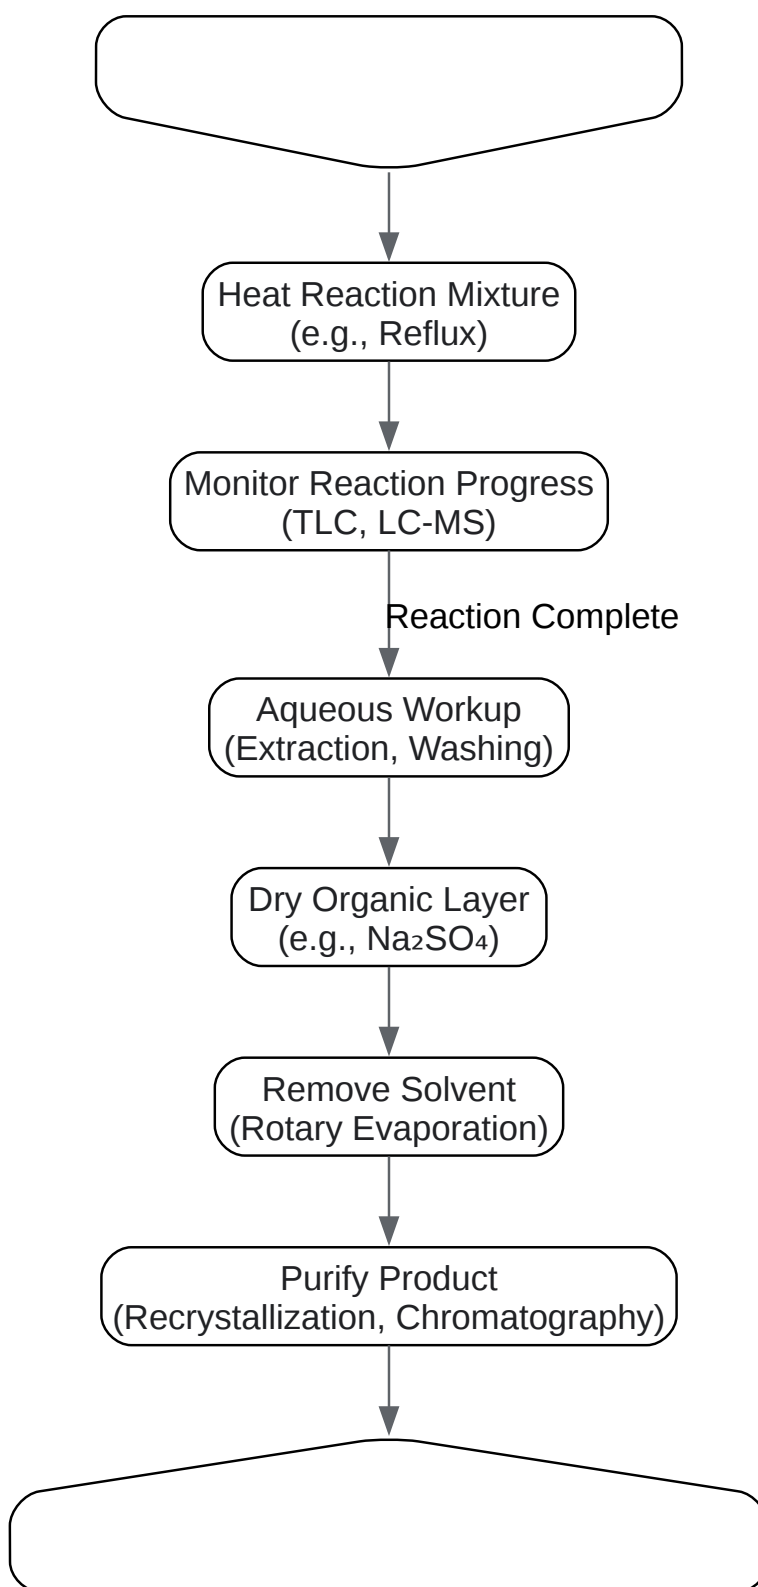 Heat Reaction Mixture
(e.g., Reflux)
Monitor Reaction Progress
(TLC, LC-MS)
Reaction Complete
Aqueous Workup
(Extraction, Washing)
Dry Organic Layer
(e.g., Na₂SO₄)
Remove Solvent
(Rotary Evaporation)
Purify Product
(Recrystallization, Chromatography)